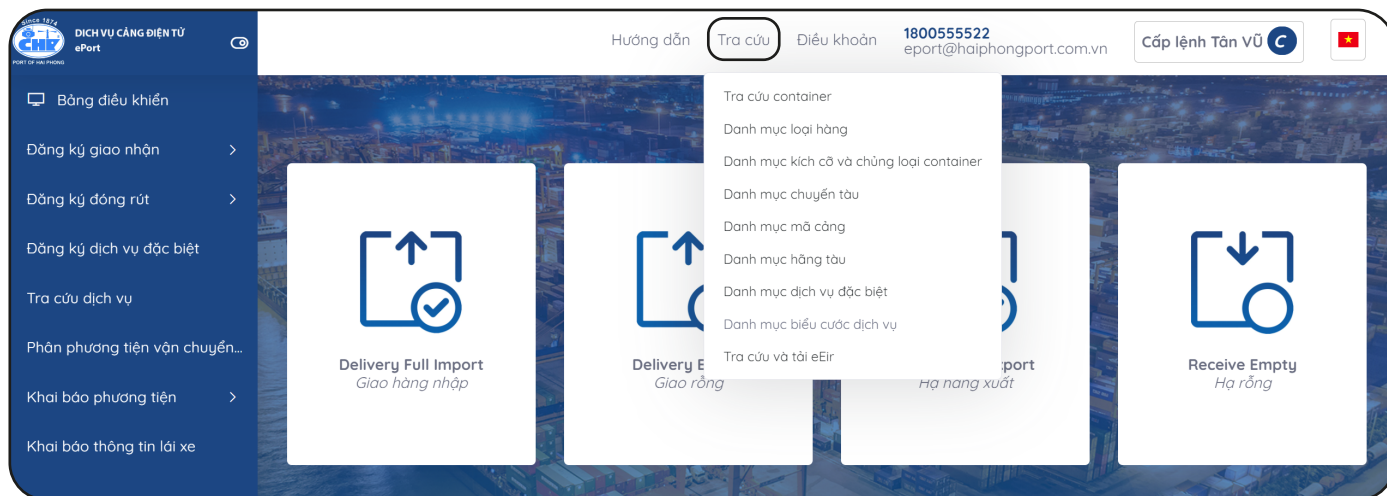 Since 1874
CHP
PORT OF HAI PHONG
DỊCH VỤ CẢNG ĐIỆN TỬ
ePort
Hướng dẫn
Tra cứu
Điều khoản
1800555522
eport@haiphongport.com.vn
Cấp lệnh Tân VŨ
C
Bảng điều khiển
Đăng ký giao nhận
Đăng ký đóng rút
Đăng ký dịch vụ đặc biệt
Tra cứu dịch vụ
Phân phương tiện vận chuyển...
Khai báo phương tiện
Khai báo thông tin lái xe
Tra cứu container
Danh mục loại hàng
Danh mục kích cỡ và chủng loại container
Danh mục chuyến tàu
Danh mục mã cảng
Danh mục hãng tàu
Danh mục dịch vụ đặc biệt
Danh mục biểu cước dịch vụ
Tra cứu và tải eEir
Delivery Full Import
Giao hàng nhập
Delivery E
Giao rỗng
port
Hạ hàng xuất
Receive Empty
Hạ rỗng